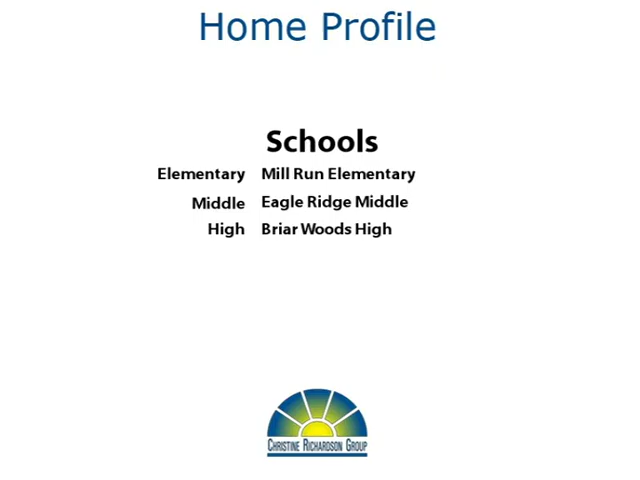 Home Profile
Schools
Elementary Mill Run Elementary
Middle Eagle Ridge Middle
High Briar Woods High
CHRISTINE RICHARDSON GROUP